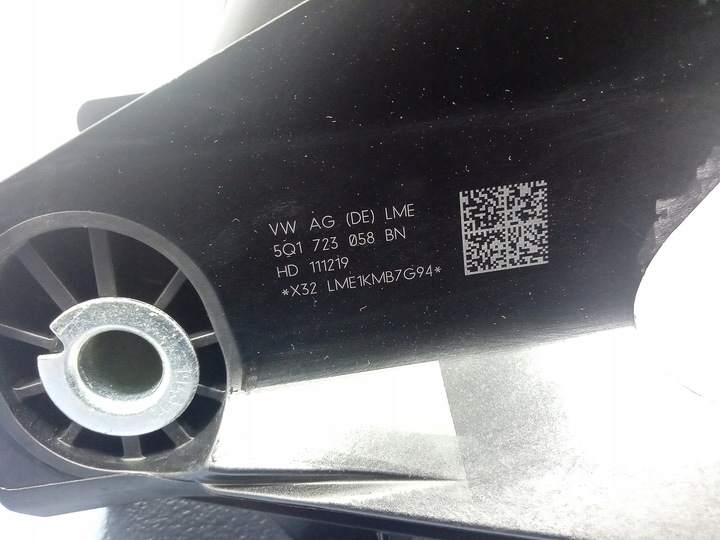 VW AG (DE) LME
5Q1 723 058 BN
HD 111219
*X32 LME1KMB7G94*